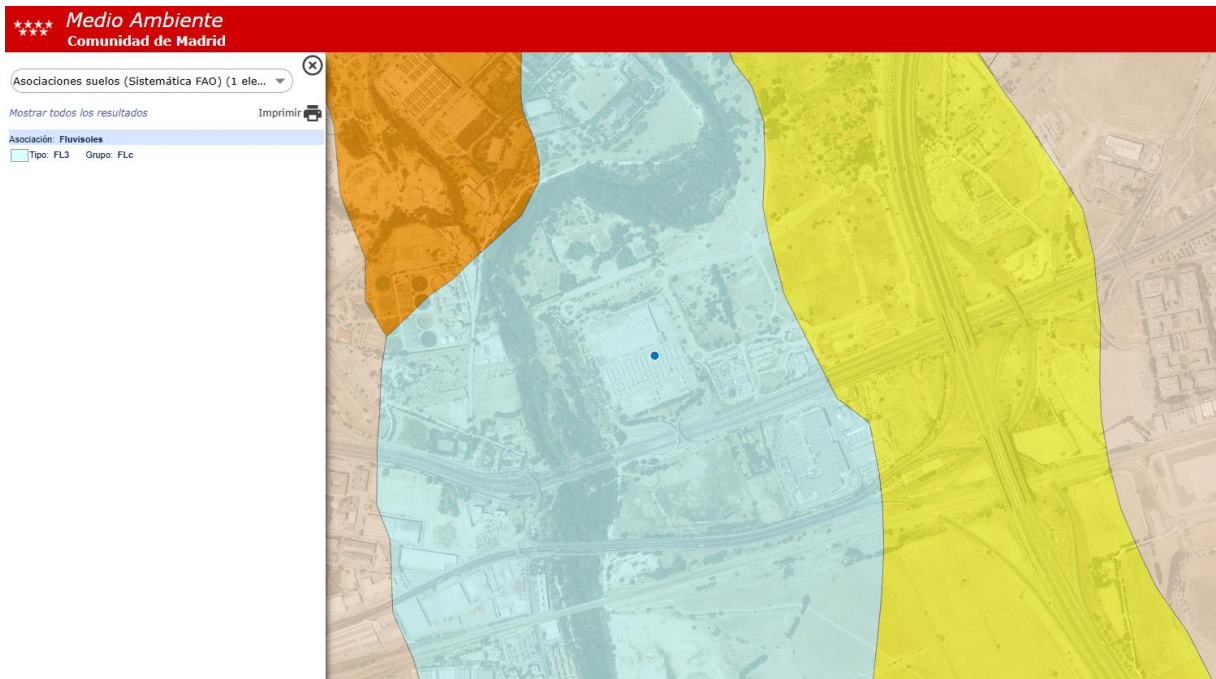 Medio Ambiente
Comunidad de Madrid
Asociaciones suelos (Sistemática FAO) (1 ele...
Mostrar todos los resultados Imprimir
Asociación: Fluvisoles
Tipo: FL3 Grupo: FLc